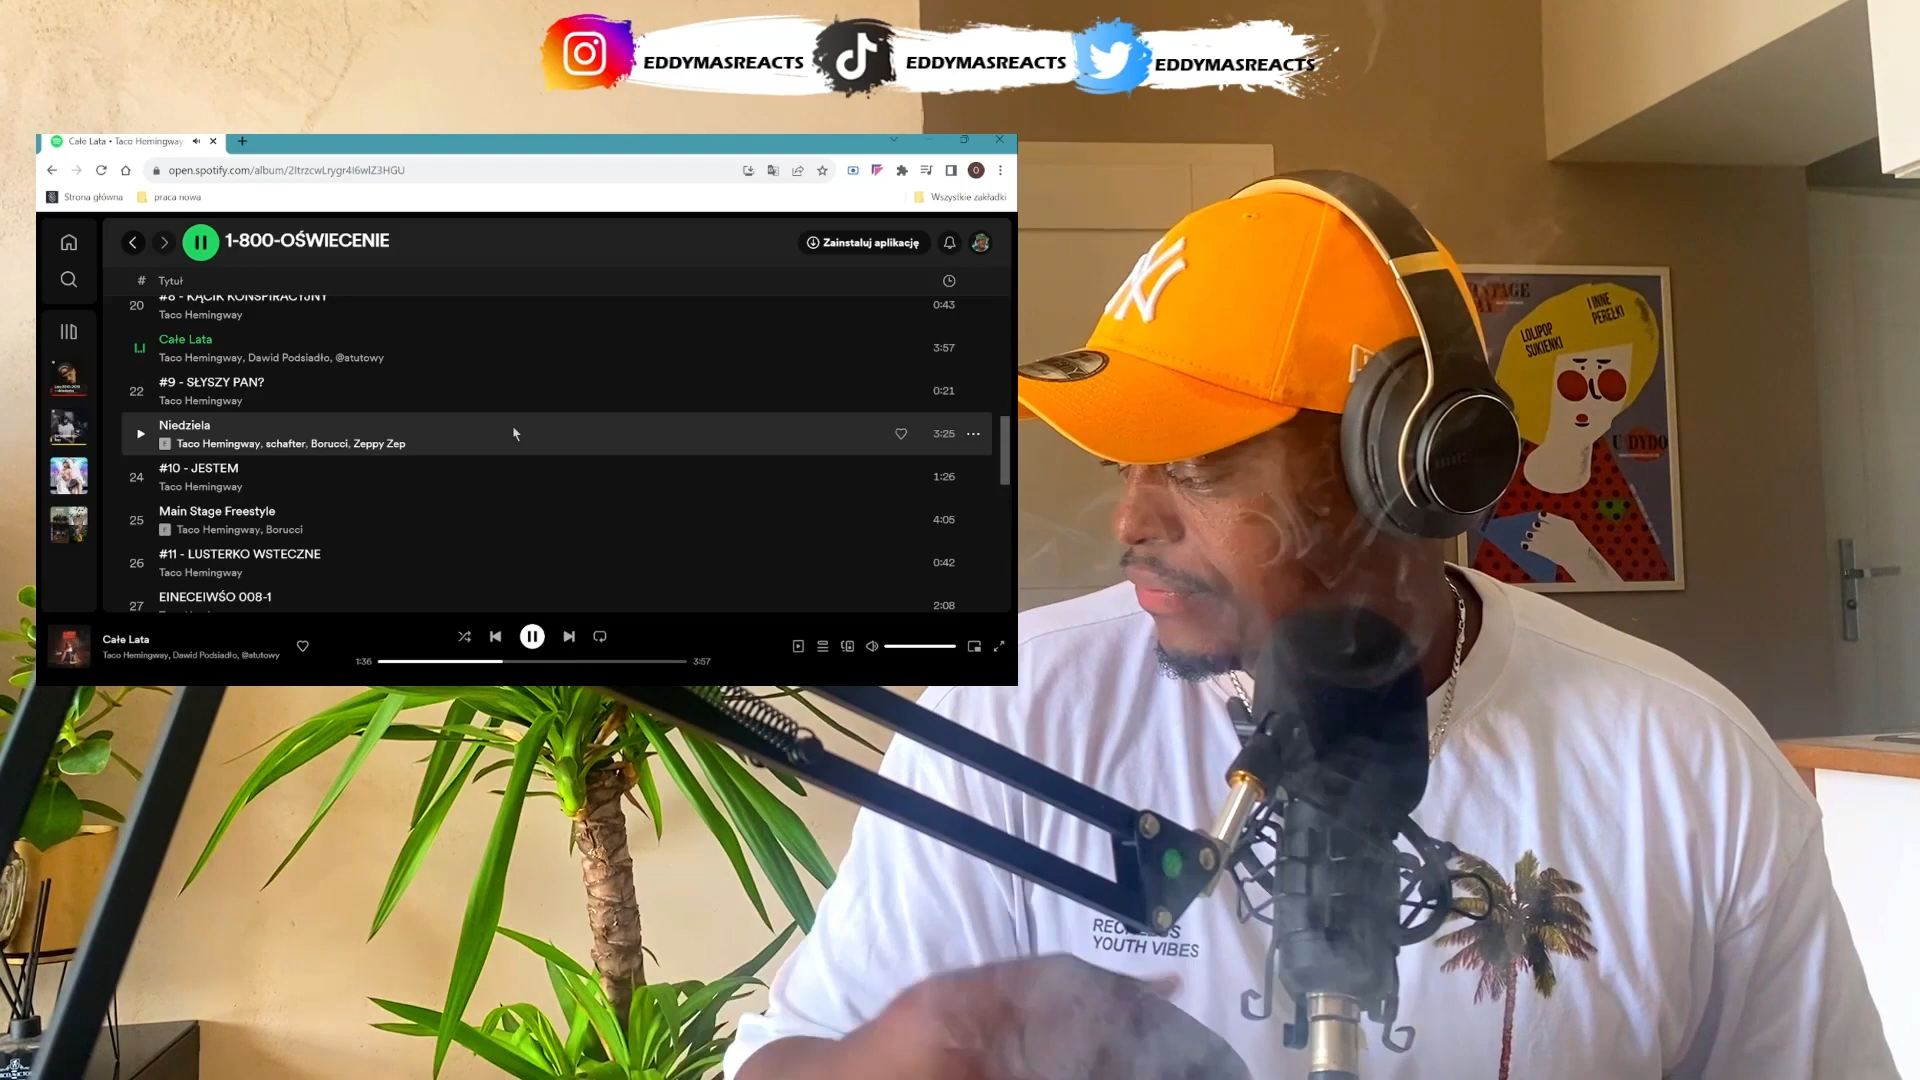 EDDYMASREACTS
EDDYMASREACTS
EDDYMASREACTS
Całe Lata • Taco Hemingway
open.spotify.com/album/2ltrzcwLrygr4I6wlZ3HGU
Strona główna
praca nowa
Wszystkie zakładki
1-800-OŚWIECENIE
Zainstaluj aplikację
# Tytuł
20 #8 - KĄCIK KONSPIRACYJNY 0:43
Taco Hemingway
Całe Lata 3:57
Taco Hemingway, Dawid Podsiadło, @atutowy
22 #9 - SŁYSZY PAN? 0:21
Taco Hemingway
Niedziela 3:25
E Taco Hemingway, schafter, Borucci, Zeppy Zep
24 #10 - JESTEM 1:26
Taco Hemingway
25 Main Stage Freestyle 4:05
E Taco Hemingway, Borucci
26 #11 - LUSTERKO WSTECZNE 0:42
Taco Hemingway
27 EINECEIWŚO 008-1 2:08
Całe Lata
Taco Hemingway, Dawid Podsiadło, @atutowy
1:36 3:57
NY
LOLIPOP
SUKIENKI
I INNE
PEREŁKI
YOUTH VIBES